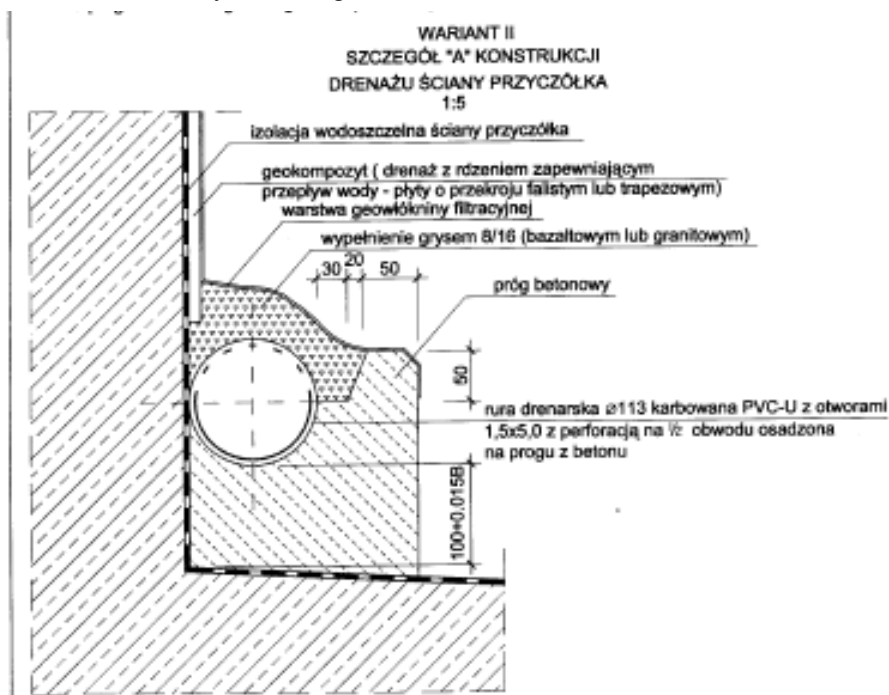 WARIANT II
SZCZEGÓŁ "A" KONSTRUKCJI
DRENAŻU ŚCIANY PRZYCZÓŁKA
1:5
izolacja wodoszczelna ściany przyczółka
geokompozyt ( drenaż z rdzeniem zapewniającym
przepływ wody - płyty o przekroju falistym lub trapezowym)
warstwa geowłókniny filtracyjnej
wypełnienie grysem 8/16 (bazaltowym lub granitowym)
30 20 50
próg betonowy
50
rura drenarska ⌀113 karbowana PVC-U z otworami
1,5x5,0 z perforacją na ½ obwodu osadzona
na progu z betonu
100+0.015B